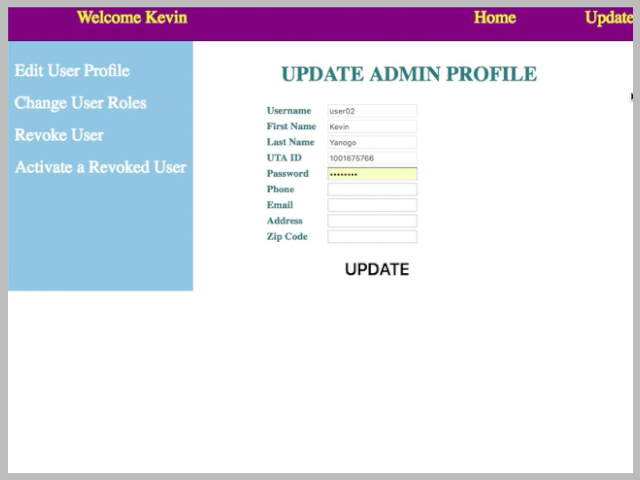 Welcome Kevin Home Update
Edit User Profile
Change User Roles
Revoke User
Activate a Revoked User
UPDATE ADMIN PROFILE
Username user02
First Name Kevin
Last Name Yanogo
UTA ID 1001675766
Password ••••••••
Phone
Email
Address
Zip Code
UPDATE